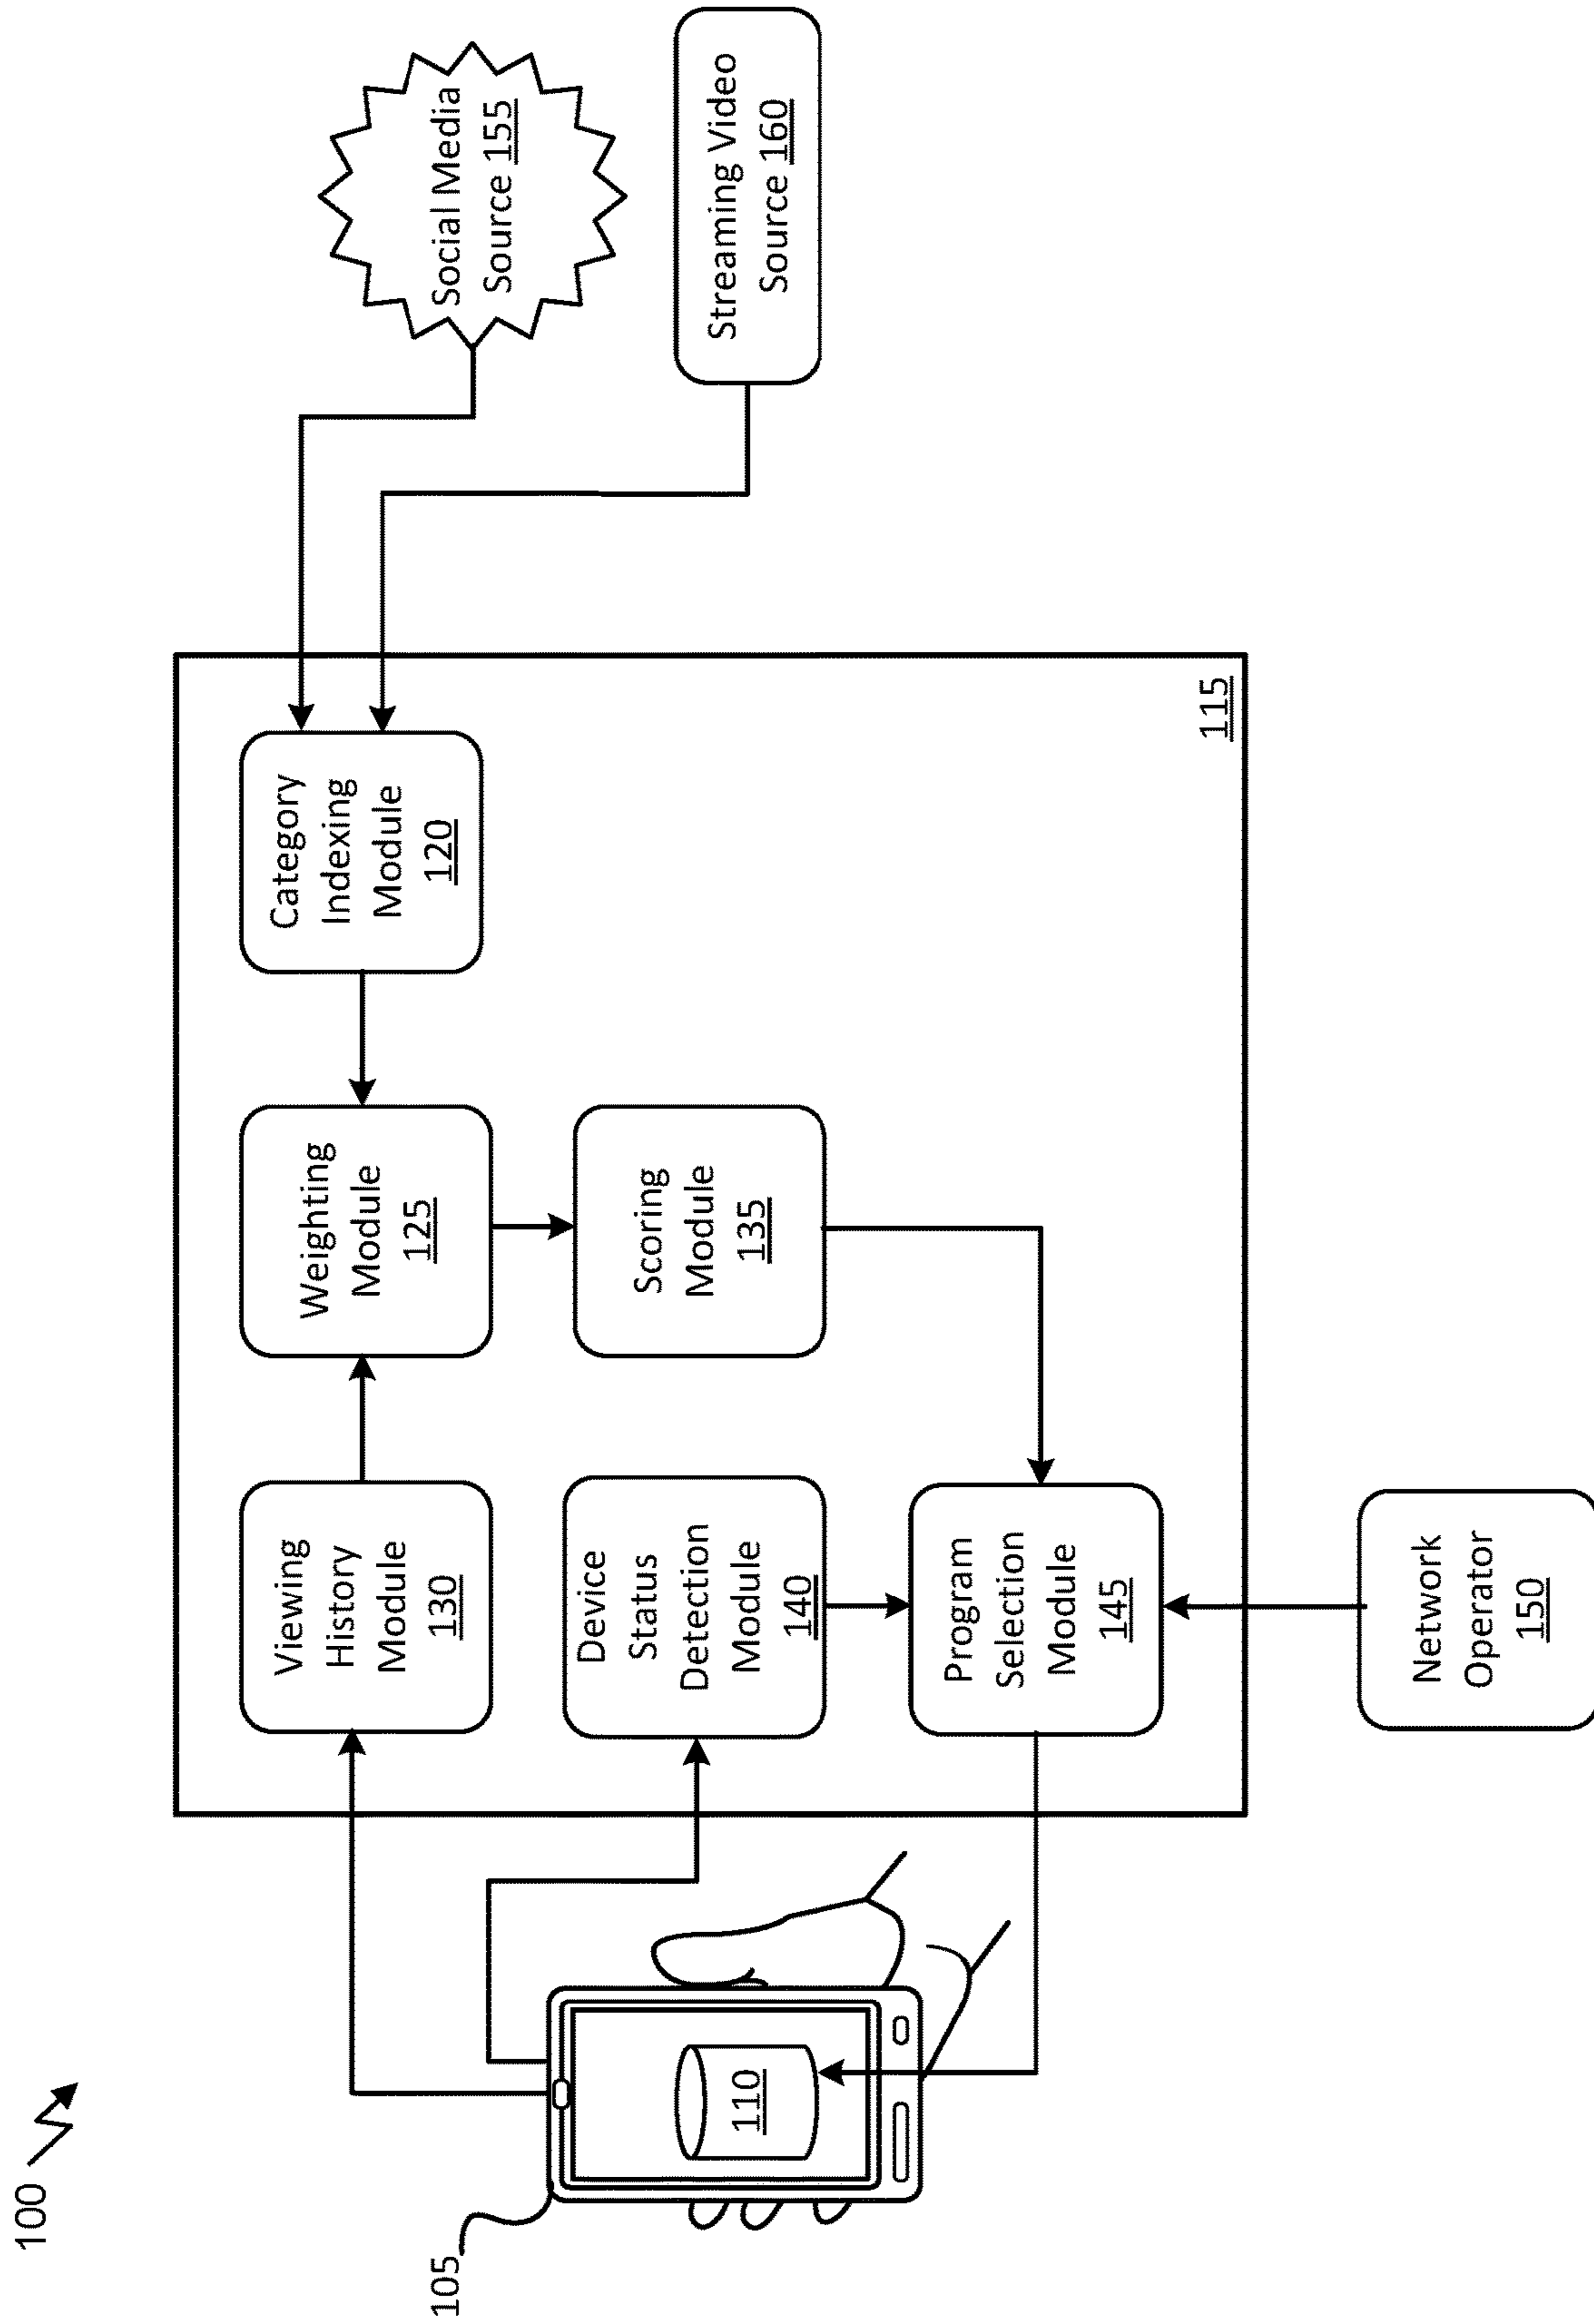 100
105
110
Viewing
History
Module
130
Device
Status
Detection
Module
140
Program
Selection
Module
145
Network
Operator
150
Weighting
Module
125
Scoring
Module
135
Category
Indexing
Module
120
115
Social Media
Source 155
Streaming Video
Source 160